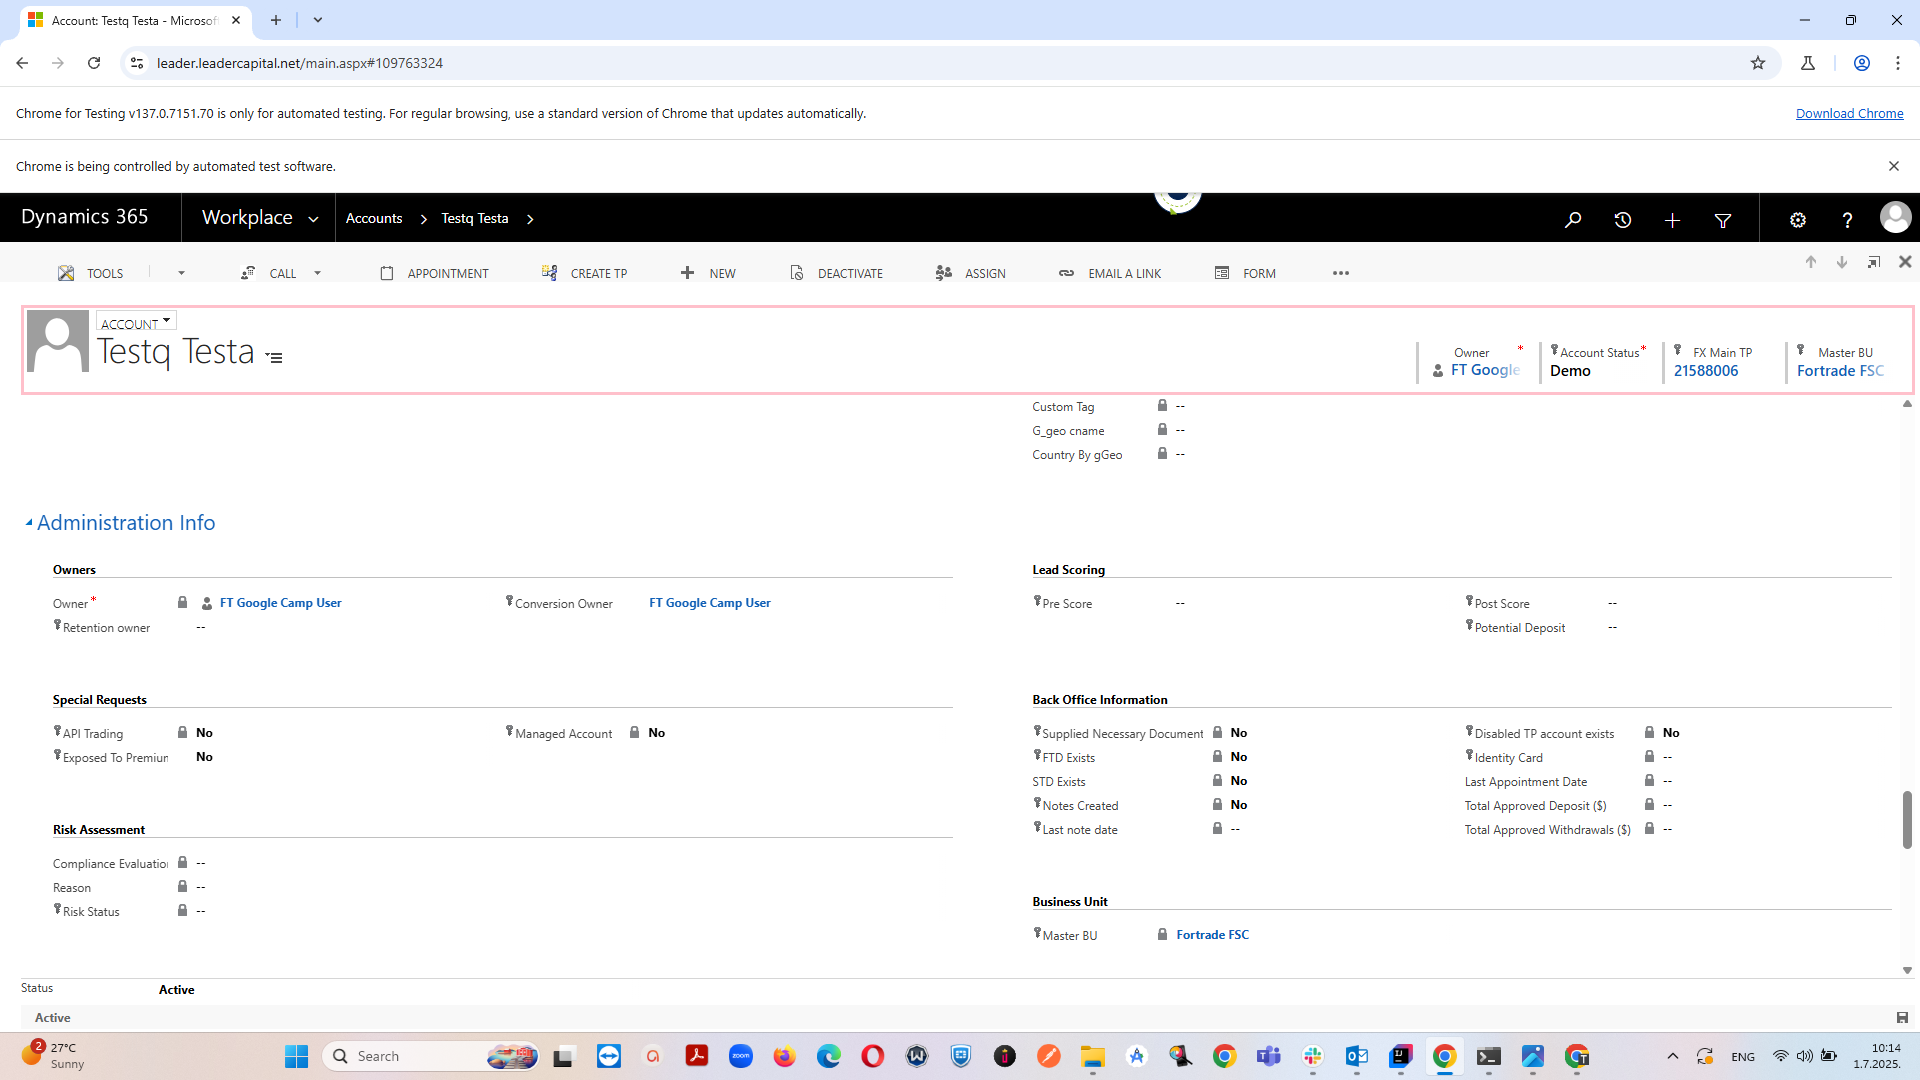 Account: Testq Testa - Microsof
leader.leadercapital.net/main.aspx#109763324
Chrome for Testing v137.0.7151.70 is only for automated testing. For regular browsing, use a standard version of Chrome that updates automatically.
Download Chrome
Chrome is being controlled by automated test software.
Dynamics 365
Workplace
Accounts
Testq Testa
TOOLS
CALL
APPOINTMENT
CREATE TP
NEW
DEACTIVATE
ASSIGN
EMAIL A LINK
FORM
ACCOUNT
Testq Testa
Owner *
FT Google
Account Status *
Demo
FX Main TP
21588006
Master BU
Fortrade FSC
Custom Tag --
G_geo cname --
Country By gGeo --
Administration Info
Owners
Owner * FT Google Camp User
Conversion Owner FT Google Camp User
Retention owner --
Lead Scoring
Pre Score --
Post Score --
Potential Deposit --
Special Requests
API Trading No
Managed Account No
Exposed To Premiun No
Back Office Information
Supplied Necessary Document No
Disabled TP account exists No
FTD Exists No
Identity Card --
STD Exists No
Last Appointment Date --
Notes Created No
Total Approved Deposit ($) --
Last note date --
Total Approved Withdrawals ($) --
Risk Assessment
Compliance Evaluatio --
Reason --
Risk Status --
Business Unit
Master BU Fortrade FSC
Status Active
Active
2
27°C
Sunny
Search
zoom
ENG
10:14
1.7.2025.